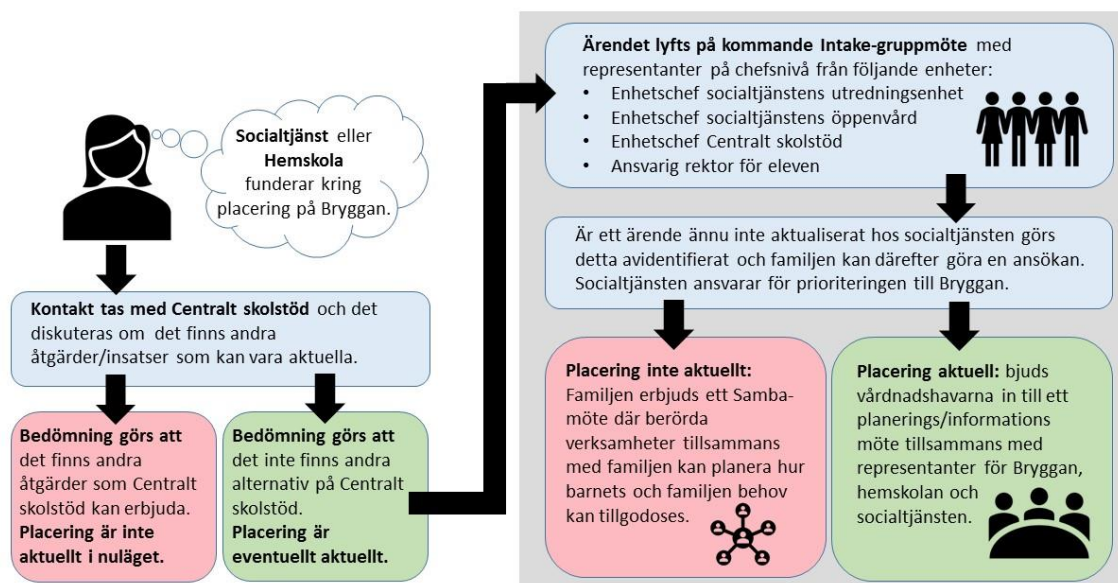 Socialtjänst eller
Hemskola
funderar kring
placering på Bryggan.
Kontakt tas med Centralt skolstöd och det
diskuteras om det finns andra
åtgärder/insatser som kan vara aktuella.
Bedömning görs att
det finns andra
åtgärder som Centralt
skolstöd kan erbjuda.
Placering är inte
aktuellt i nuläget.
Bedömning görs att
det inte finns andra
alternativ på Centralt
skolstöd.
Placering är
eventuellt aktuellt.
Ärendet lyfts på kommande Intake-gruppmöte med
representanter på chefsnivå från följande enheter:
• Enhetschef socialtjänstens utredningsenhet
• Enhetschef socialtjänstens öppenvård
• Enhetschef Centralt skolstöd
• Ansvarig rektor för eleven
Är ett ärende ännu inte aktualiserat hos socialtjänsten görs
detta avidentifierat och familjen kan därefter göra en ansökan.
Socialtjänsten ansvarar för prioriteringen till Bryggan.
Placering inte aktuellt:
Familjen erbjuds ett Samba-
möte där berörda
verksamheter tillsammans
med familjen kan planera hur
barnets och familjen behov
kan tillgodoses.
Placering aktuell: bjuds
vårdnadshavarna in till ett
planerings/informations
möte tillsammans med
representanter för Bryggan,
hemskolan och
socialtjänsten.